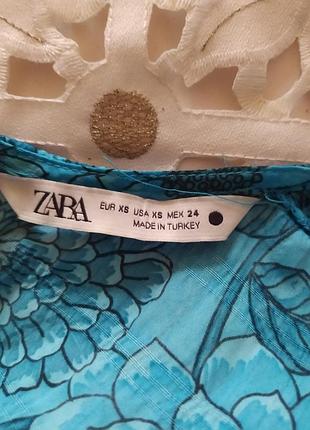 ZARA
EUR XS USA XS MEX 24
MADE IN TURKEY